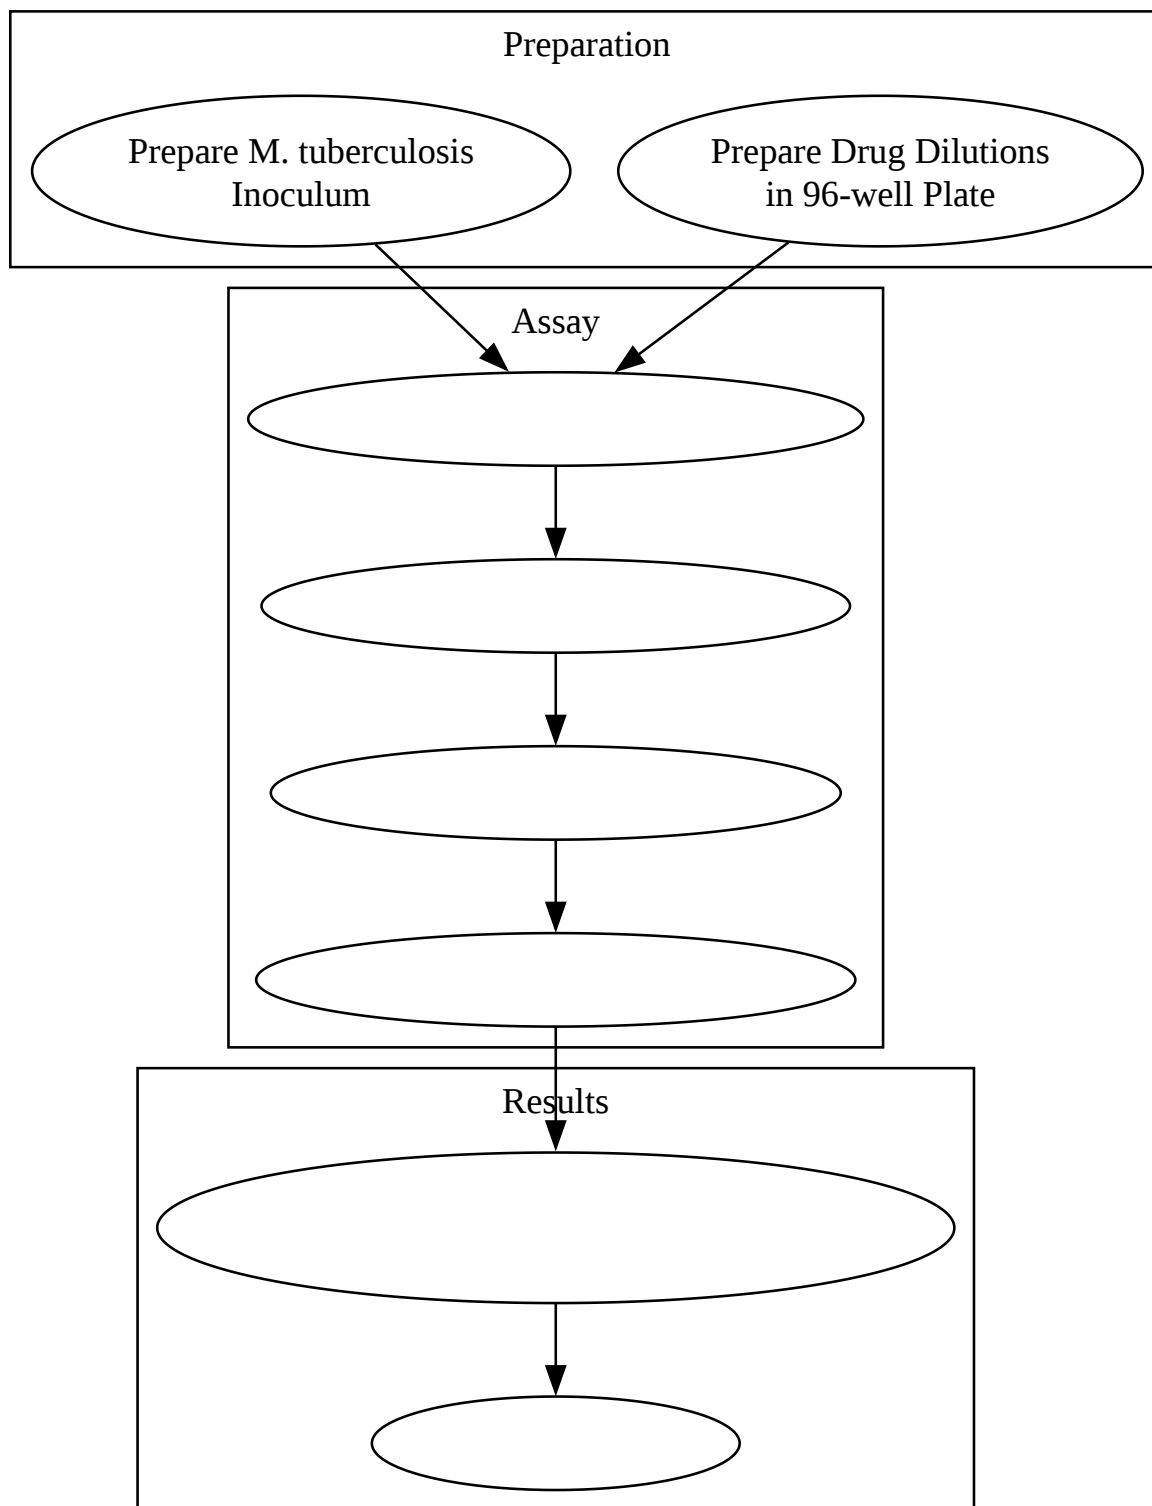 Preparation
Prepare M. tuberculosis
Inoculum
Prepare Drug Dilutions
in 96-well Plate
Assay
Results